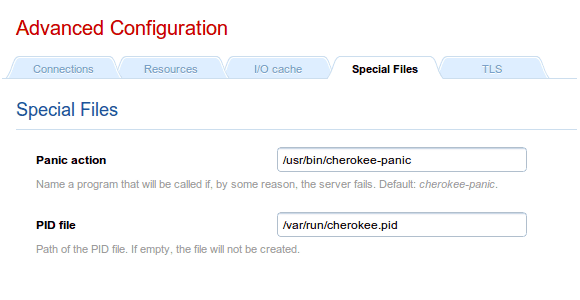 Advanced Configuration
Connections Resources I/O cache Special Files TLS
Special Files
Panic action /usr/bin/cherokee-panic
Name a program that will be called if, by some reason, the server fails. Default: cherokee-panic.
PID file /var/run/cherokee.pid
Path of the PID file. If empty, the file will not be created.